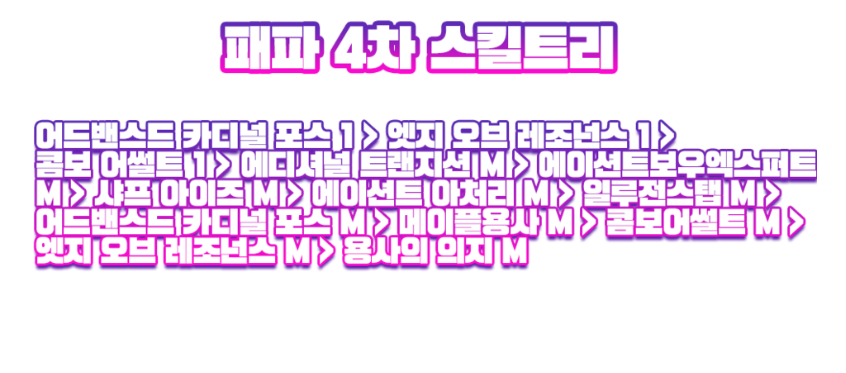 패파 4차 스킬트리
어드밴스드 카디널 포스 1 > 엣지 오브 레조넌스 1 >
콤보 어썰트 1 > 에디셔널 트랜지션 M > 에이션트보우엑스퍼트
M > 샤프 아이즈 M > 에이션트 아처리 M > 일루전스탭 M >
어드밴스드 카디널 포스 M > 메이플용사 M > 콤보어썰트 M >
엣지 오브 레조넌스 M > 용사의 의지 M